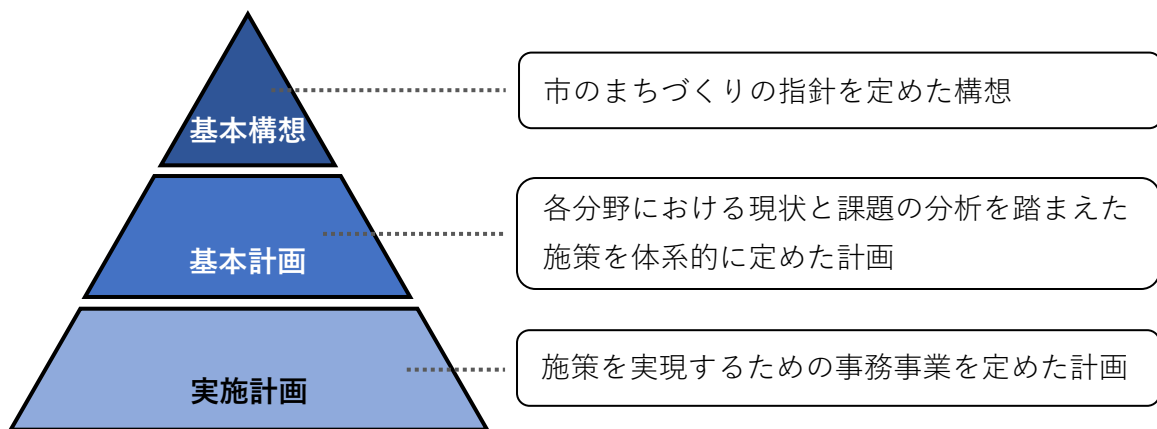 基本構想
市のまちづくりの指針を定めた構想
基本計画
各分野における現状と課題の分析を踏まえた
施策を体系的に定めた計画
実施計画
施策を実現するための事務事業を定めた計画